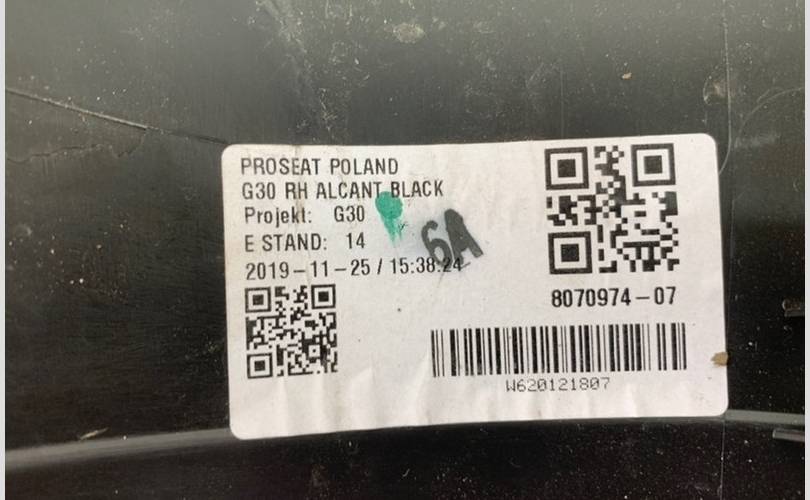 PROSEAT POLAND
G30 RH ALCANT BLACK
Projekt: G30
E STAND: 14
6A
2019-11-25 / 15:38:24
8070974-07
W620121807